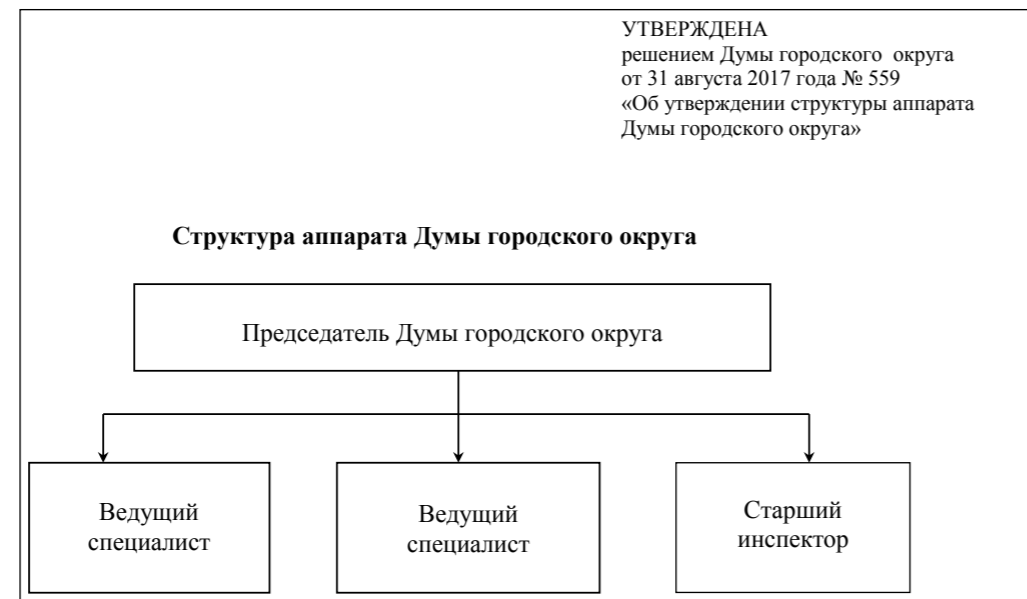 УТВЕРЖДЕНА
решением Думы городского округа
от 31 августа 2017 года № 559
«Об утверждении структуры аппарата
Думы городского округа»
Структура аппарата Думы городского округа
Председатель Думы городского округа
Ведущий
специалист
Ведущий
специалист
Старший
инспектор